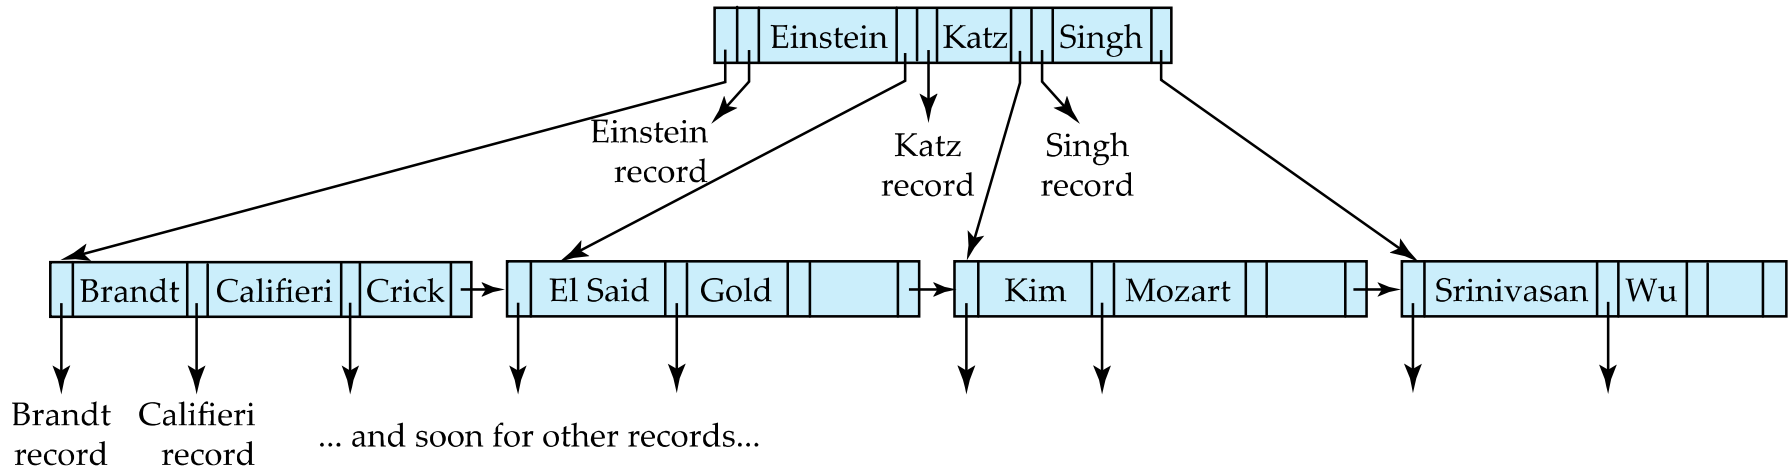 Einstein Katz Singh
Einstein
record
Katz
record
Singh
record
Brandt Califieri Crick El Said Gold Kim Mozart Srinivasan Wu
Brandt
record
Califieri
record
... and soon for other records...